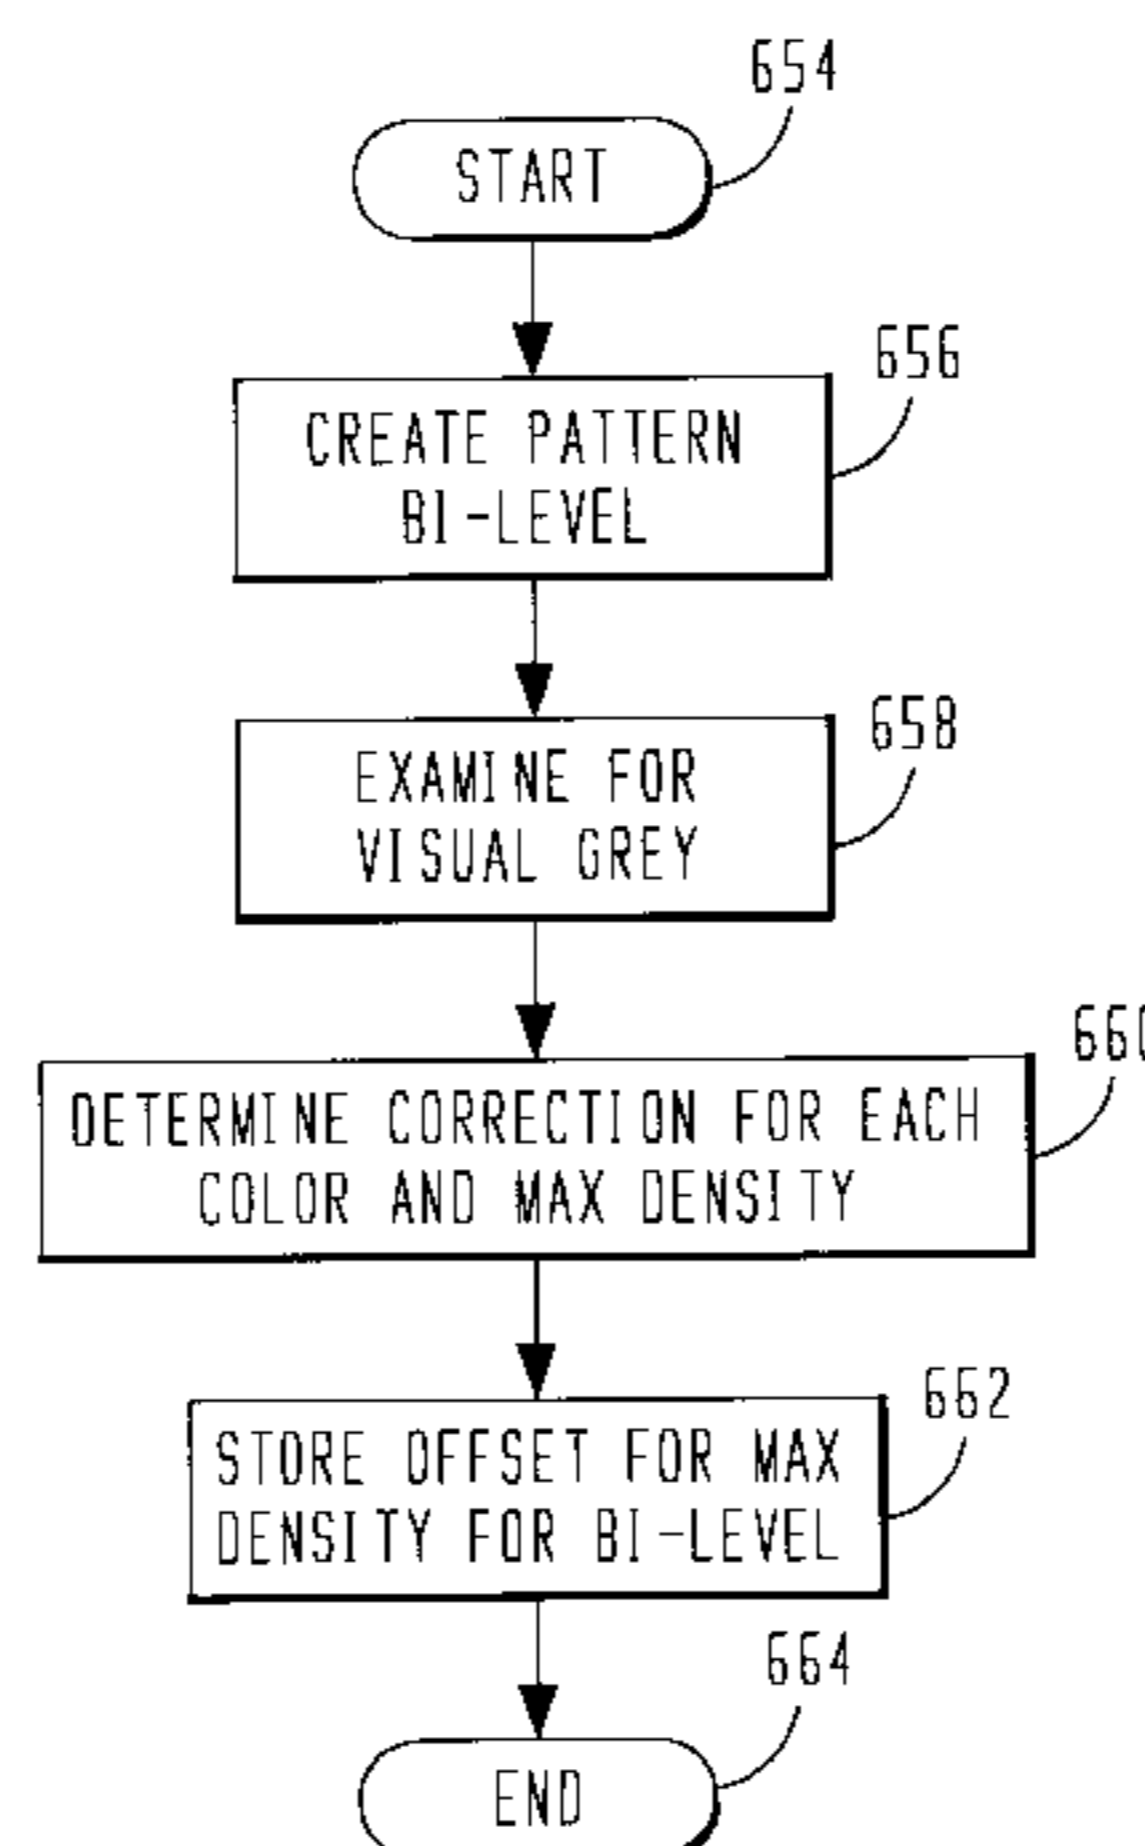 654
START
656
CREATE PATTERN
BI-LEVEL
658
EXAMINE FOR
VISUAL GREY
660
DETERMINE CORRECTION FOR EACH
COLOR AND MAX DENSITY
662
STORE OFFSET FOR MAX
DENSITY FOR BI-LEVEL
664
END